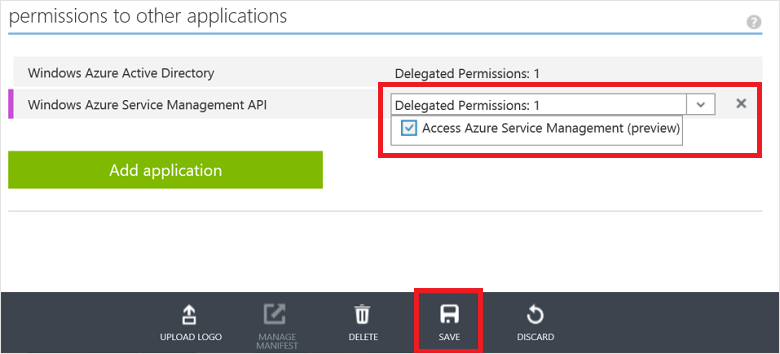 permissions to other applications
?
Windows Azure Active Directory Delegated Permissions: 1
Windows Azure Service Management API Delegated Permissions: 1
Access Azure Service Management (preview)
Add application
UPLOAD LOGO MANAGE MANIFEST DELETE SAVE DISCARD